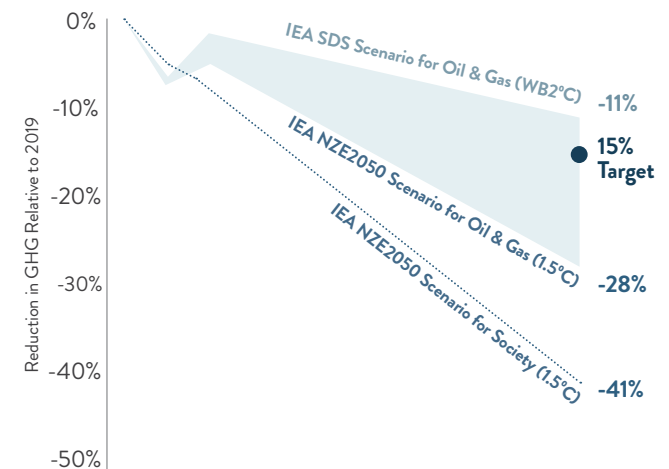 0%
-10%
-20%
-30%
-40%
-50%
Reduction in GHG Relative to 2019
IEA SDS Scenario for Oil & Gas (WB2°C)
-11%
15%
Target
IEA NZE2050 Scenario for Oil & Gas (1.5°C)
-28%
IEA NZE2050 Scenario for Society (1.5°C)
-41%